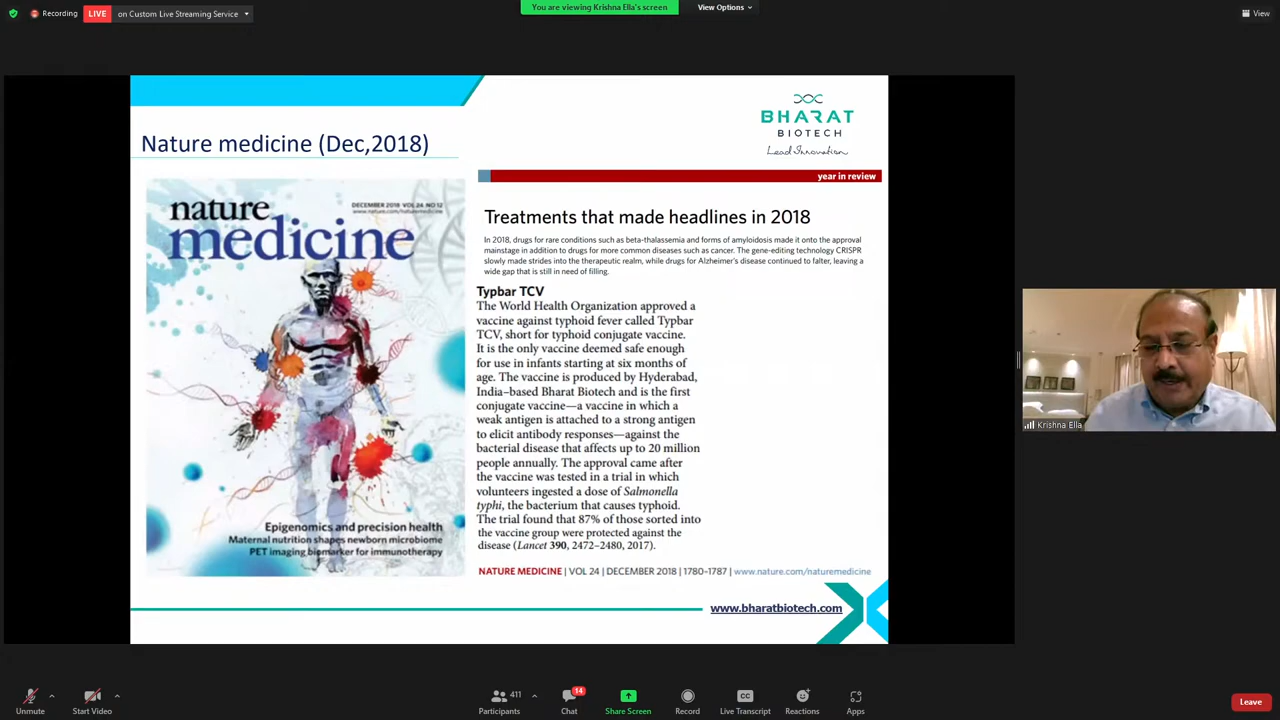 Recording
LIVE
on Custom Live Streaming Service
You are viewing Krishna Ella's screen
View Options
View
BHARAT
BIOTECH
Lead Innovation
Nature medicine (Dec,2018)
year in review
nature
medicine
DECEMBER 2018 VOL 24 NO 12
www.nature.com/naturemedicine
Epigenomics and precision health
Maternal nutrition shapes newborn microbiome
PET imaging biomarker for immunotherapy
Treatments that made headlines in 2018
In 2018, drugs for rare conditions such as beta-thalassemia and forms of amyloidosis made it onto the approval
mainstage in addition to drugs for more common diseases such as cancer. The gene-editing technology CRISPR
slowly made strides into the therapeutic realm, while drugs for Alzheimer's disease continued to falter, leaving a
wide gap that is still in need of filling.
Typbar TCV
The World Health Organization approved a
vaccine against typhoid fever called Typbar
TCV, short for typhoid conjugate vaccine.
It is the only vaccine deemed safe enough
for use in infants starting at six months of
age. The vaccine is produced by Hyderabad,
India–based Bharat Biotech and is the first
conjugate vaccine—a vaccine in which a
weak antigen is attached to a strong antigen
to elicit antibody responses—against the
bacterial disease that affects up to 20 million
people annually. The approval came after
the vaccine was tested in a trial in which
volunteers ingested a dose of Salmonella
typhi, the bacterium that causes typhoid.
The trial found that 87% of those sorted into
the vaccine group were protected against the
disease (Lancet 390, 2472–2480, 2017).
NATURE MEDICINE | VOL 24 | DECEMBER 2018 | 1780–1787 | www.nature.com/naturemedicine
www.bharatbiotech.com
Krishna Ella
Unmute
Start Video
411
Participants
14
Chat
Share Screen
Record
CC
Live Transcript
Reactions
Apps
Leave